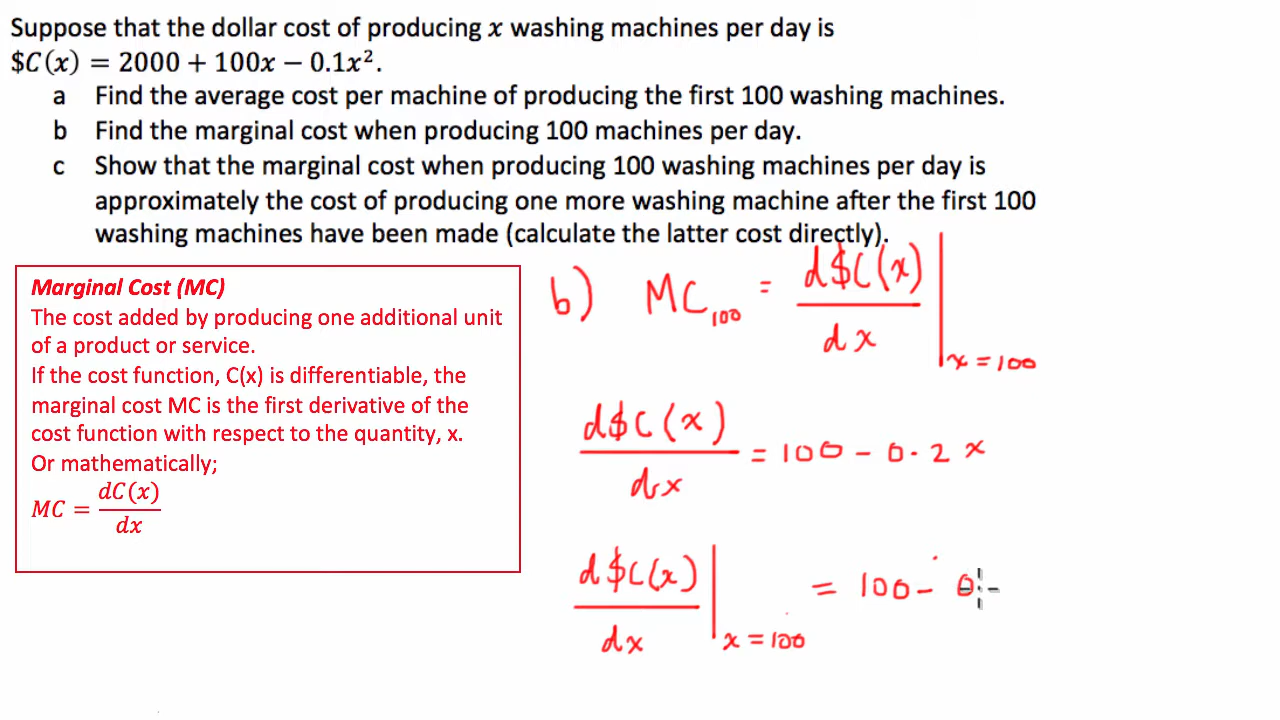 Suppose that the dollar cost of producing x washing machines per day is
$C(x) = 2000 + 100x − 0.1x².
a Find the average cost per machine of producing the first 100 washing machines.
b Find the marginal cost when producing 100 machines per day.
c Show that the marginal cost when producing 100 washing machines per day is
approximately the cost of producing one more washing machine after the first 100
washing machines have been made (calculate the latter cost directly).
Marginal Cost (MC)
The cost added by producing one additional unit
of a product or service.
If the cost function, C(x) is differentiable, the
marginal cost MC is the first derivative of the
cost function with respect to the quantity, x.
Or mathematically;
MC = dC(x)/dx
b) MC₁₀₀ = d$C(x)/dx |x=100
d$C(x)/dx = 100 − 0.2x
d$C(x)/dx |x=100 = 100 − 0.